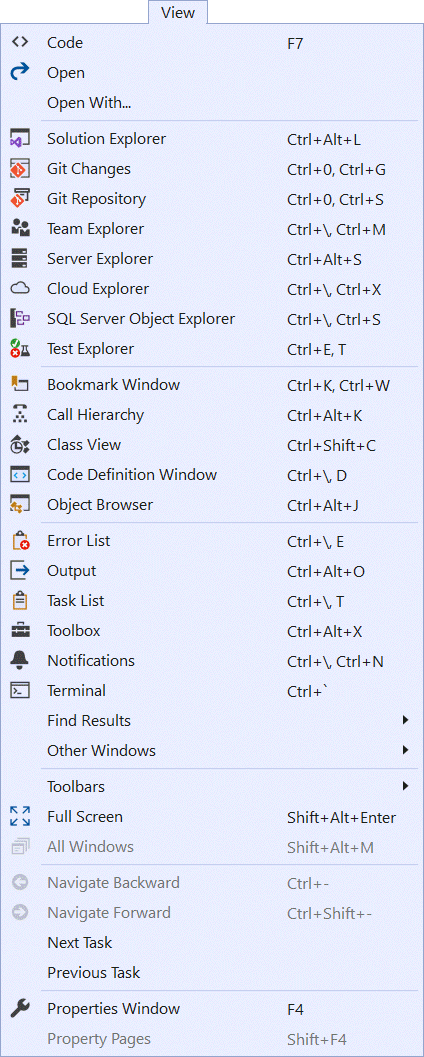 View
Code F7
Open
Open With...
Solution Explorer Ctrl+Alt+L
Git Changes Ctrl+0, Ctrl+G
Git Repository Ctrl+0, Ctrl+S
Team Explorer Ctrl+\, Ctrl+M
Server Explorer Ctrl+Alt+S
Cloud Explorer Ctrl+\, Ctrl+X
SQL Server Object Explorer Ctrl+\, Ctrl+S
Test Explorer Ctrl+E, T
Bookmark Window Ctrl+K, Ctrl+W
Call Hierarchy Ctrl+Alt+K
Class View Ctrl+Shift+C
Code Definition Window Ctrl+\, D
Object Browser Ctrl+Alt+J
Error List Ctrl+\, E
Output Ctrl+Alt+O
Task List Ctrl+\, T
Toolbox Ctrl+Alt+X
Notifications Ctrl+\, Ctrl+N
Terminal Ctrl+`
Find Results
Other Windows
Toolbars
Full Screen Shift+Alt+Enter
All Windows Shift+Alt+M
Navigate Backward Ctrl+-
Navigate Forward Ctrl+Shift+-
Next Task
Previous Task
Properties Window F4
Property Pages Shift+F4